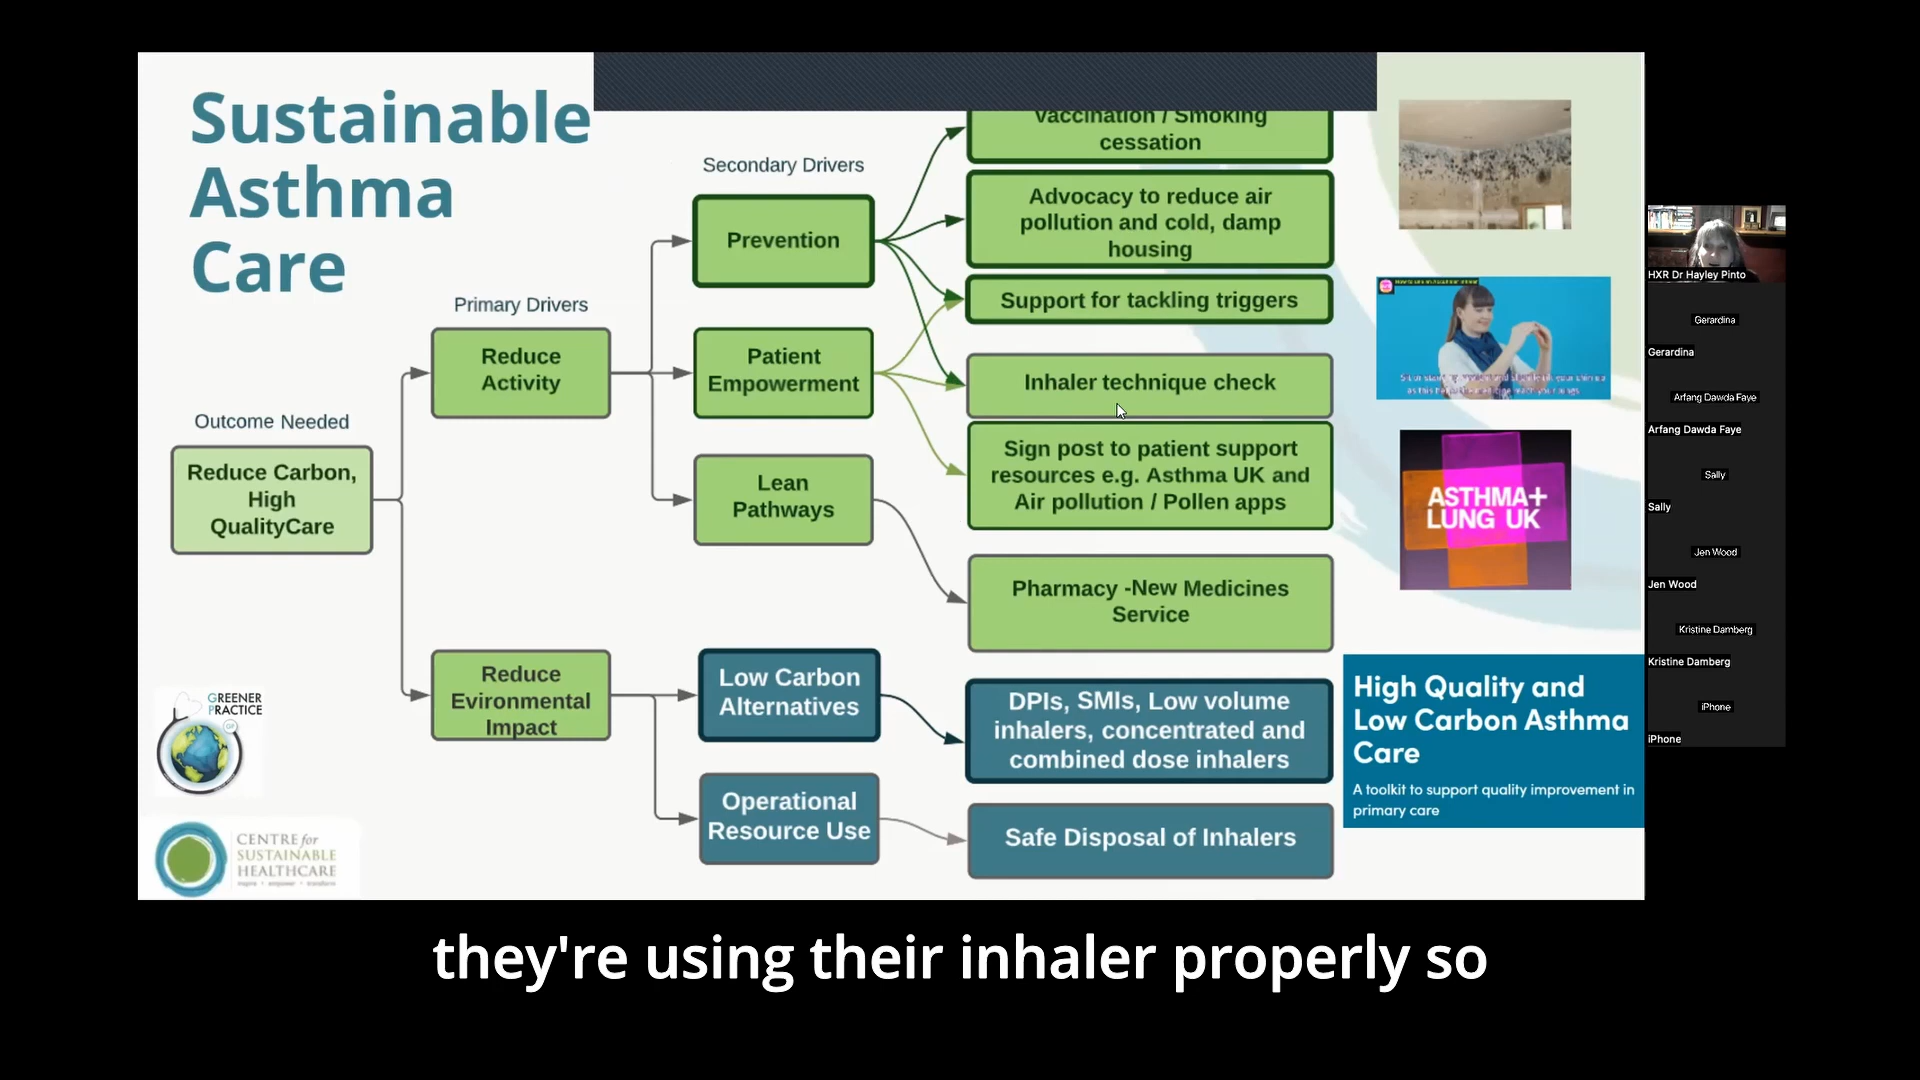 Sustainable
Asthma
Care
Secondary Drivers
Primary Drivers
Outcome Needed
Reduce Carbon,
High
QualityCare
Reduce
Activity
Reduce
Evironmental
Impact
Prevention
Patient
Empowerment
Lean
Pathways
Low Carbon
Alternatives
Operational
Resource Use
Vaccination / Smoking
cessation
Advocacy to reduce air
pollution and cold, damp
housing
Support for tackling triggers
Inhaler technique check
Sign post to patient support
resources e.g. Asthma UK and
Air pollution / Pollen apps
Pharmacy -New Medicines
Service
DPIs, SMIs, Low volume
inhalers, concentrated and
combined dose inhalers
Safe Disposal of Inhalers
ASTHMA+
LUNG UK
High Quality and
Low Carbon Asthma
Care
A toolkit to support quality improvement in
primary care
GREENER
PRACTICE
CENTRE for
SUSTAINABLE
HEALTHCARE
inspire • empower • transform
HXR Dr Hayley Pinto
Gerardina
Gerardina
Arfang Dawda Faye
Arfang Dawda Faye
Sally
Sally
Jen Wood
Jen Wood
Kristine Damberg
Kristine Damberg
iPhone
iPhone
they're using their inhaler properly so